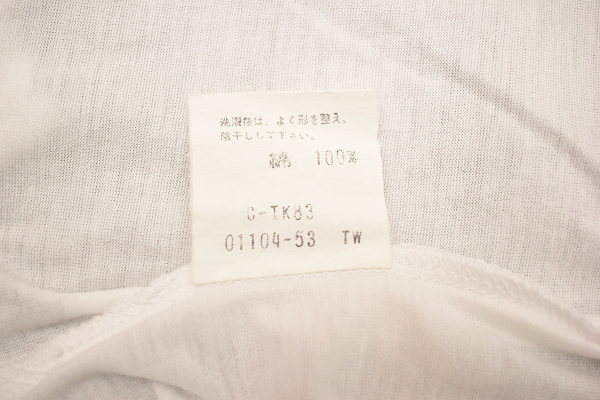 洗濯後は、よく形を整え、
陰干しして下さい。
綿 100%
C-TK83
01104-53 TW